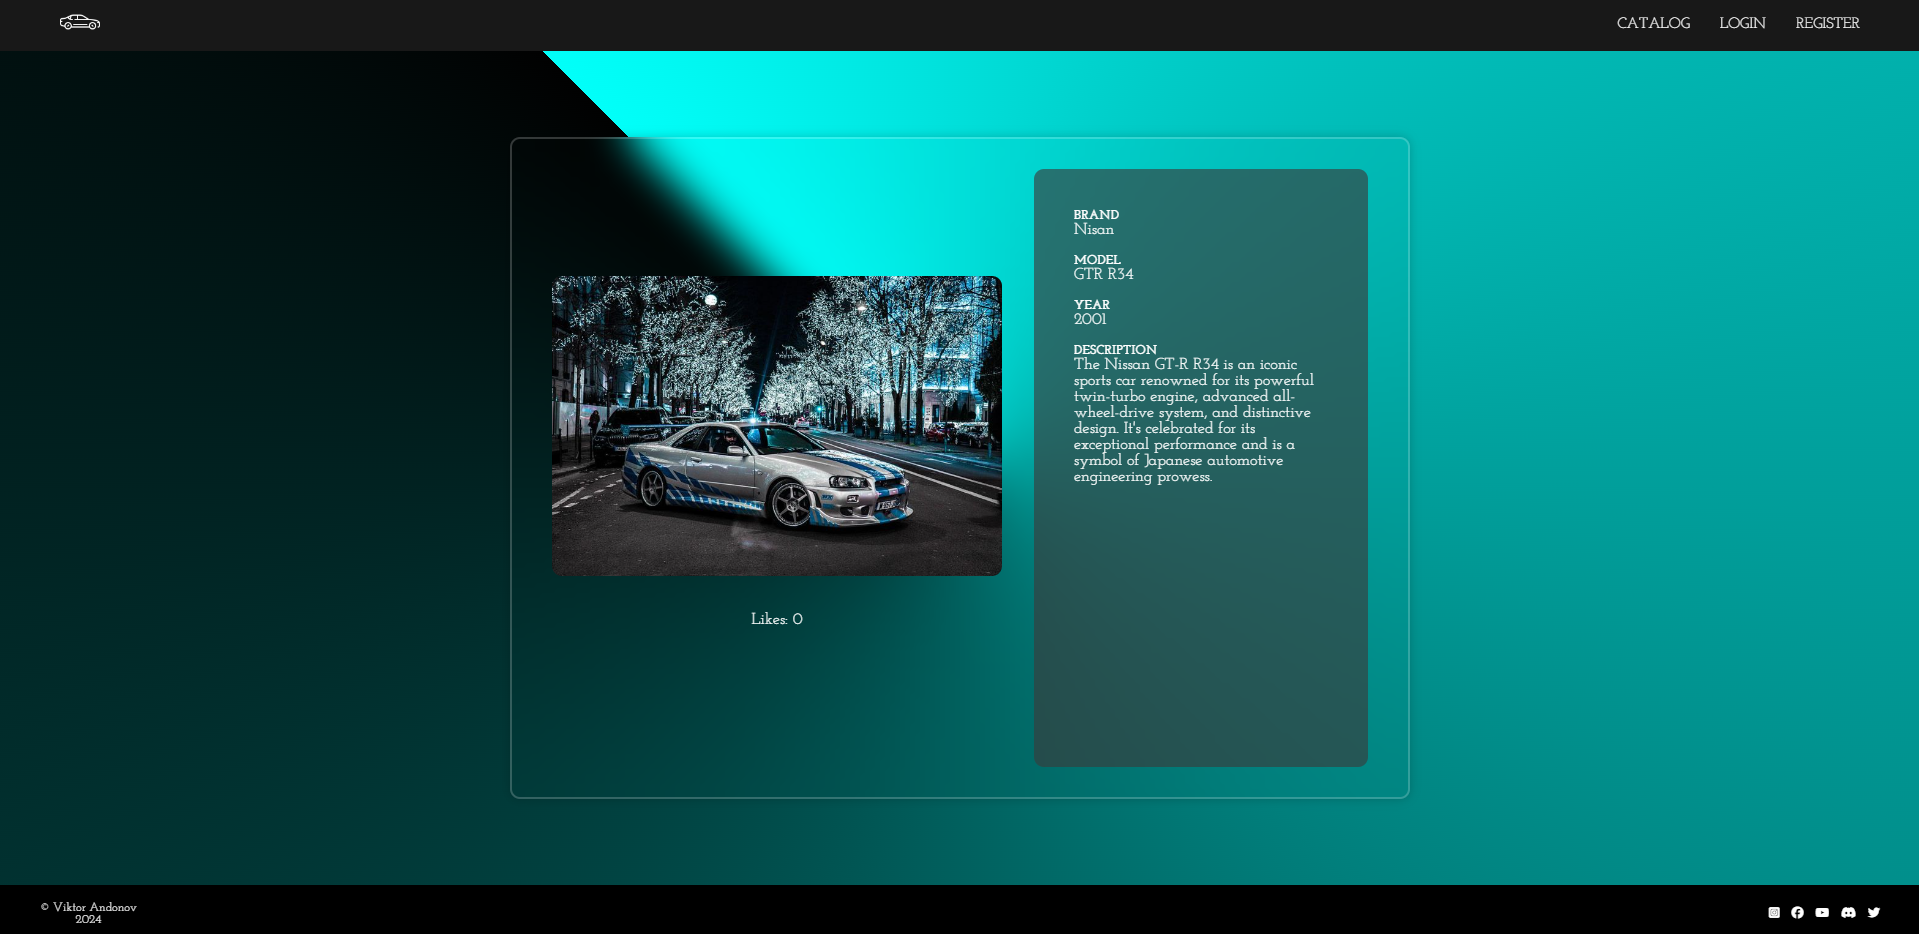 CATALOG LOGIN REGISTER
BRAND
Nisan
MODEL
GTR R34
YEAR
2001
DESCRIPTION
The Nissan GT-R R34 is an iconic
sports car renowned for its powerful
twin-turbo engine, advanced all-
wheel-drive system, and distinctive
design. It's celebrated for its
exceptional performance and is a
symbol of Japanese automotive
engineering prowess.
Likes: 0
© Viktor Andonov
2024